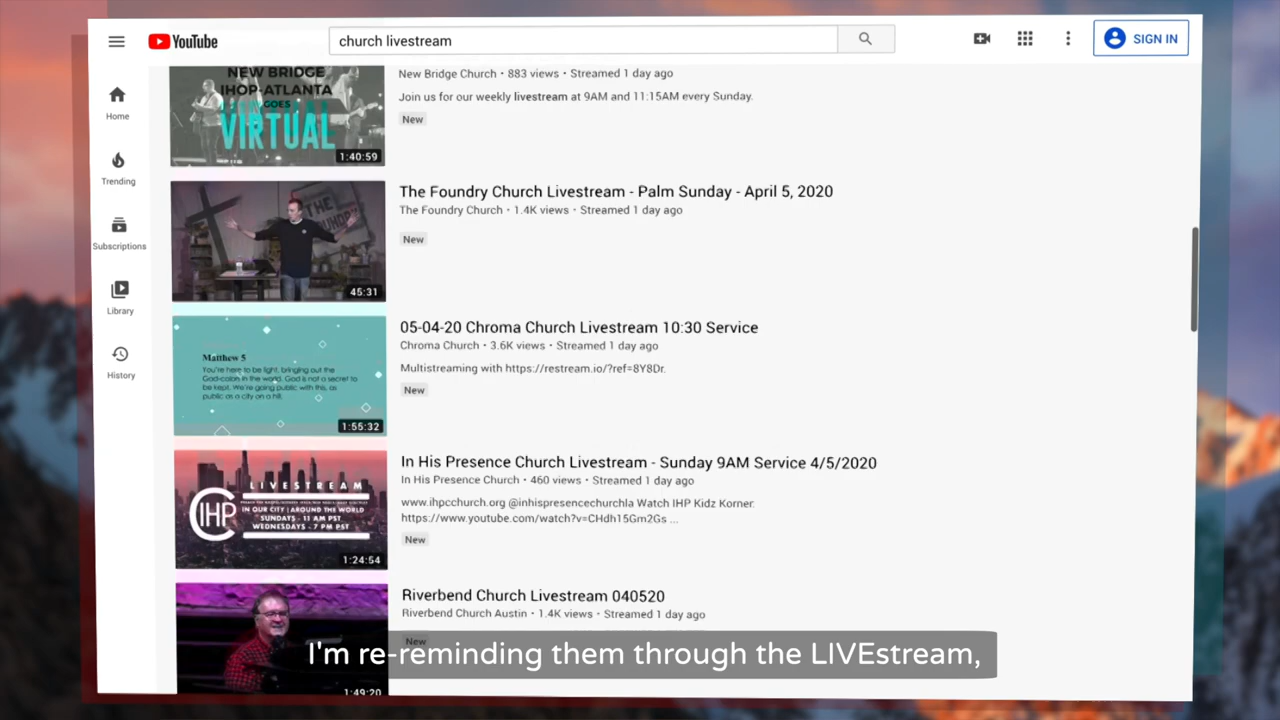 YouTube
church livestream
SIGN IN
Home
Trending
Subscriptions
Library
History
NEW BRIDGE
IHOP-ATLANTA
GOES
VIRTUAL
1:40:59
New Bridge Church • 883 views • Streamed 1 day ago
Join us for our weekly livestream at 9AM and 11:15AM every Sunday.
New
THE
45:31
The Foundry Church Livestream - Palm Sunday - April 5, 2020
The Foundry Church • 1.4K views • Streamed 1 day ago
New
Matthew 5
You're here to be light, bringing out the
God-colors in the world. God is not a secret to
be kept. We're going public with this, as
public as a city on a hill.
1:55:32
05-04-20 Chroma Church Livestream 10:30 Service
Chroma Church • 3.6K views • Streamed 1 day ago
Multistreaming with https://restream.io/?ref=8Y8Dr.
New
LIVESTREAM
IHP
IN OUR CITY | AROUND THE WORLD
SUNDAYS - 11 AM PST
WEDNESDAYS - 7 PM PST
1:24:54
In His Presence Church Livestream - Sunday 9AM Service 4/5/2020
In His Presence Church • 460 views • Streamed 1 day ago
www.ihpcchurch.org @inhispresencechurchla Watch IHP Kidz Korner:
https://www.youtube.com/watch?v=CHdh15Gm2Gs ...
New
1:49:20
Riverbend Church Livestream 040520
Riverbend Church Austin • 1.4K views • Streamed 1 day ago
New
I'm re-reminding them through the LIVEstream,